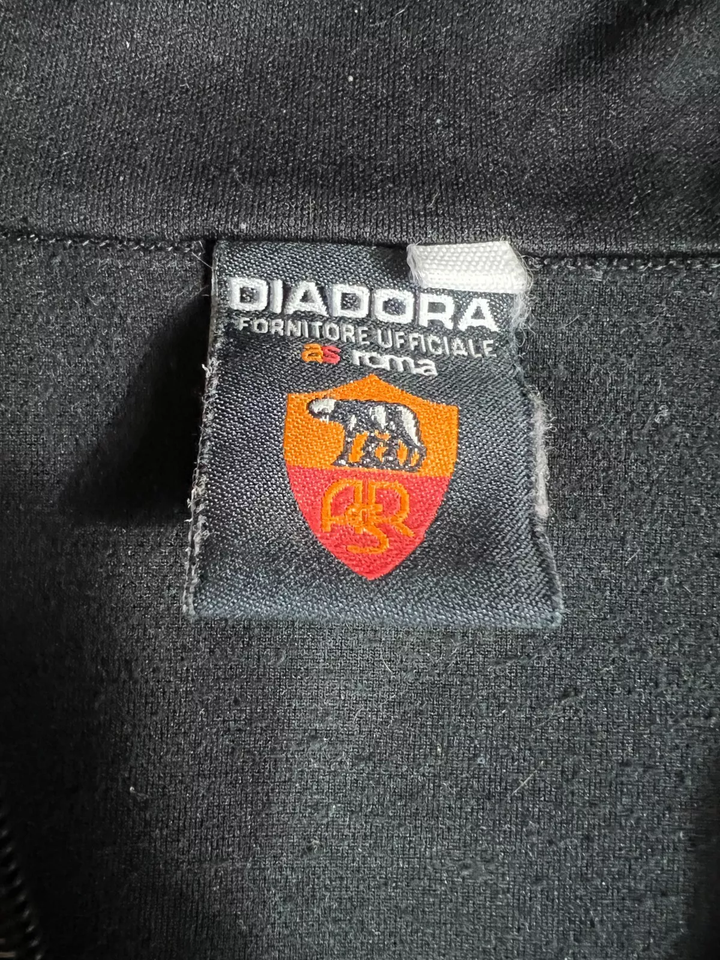 DIADORA
FORNITORE UFFICIALE
as roma
ASR